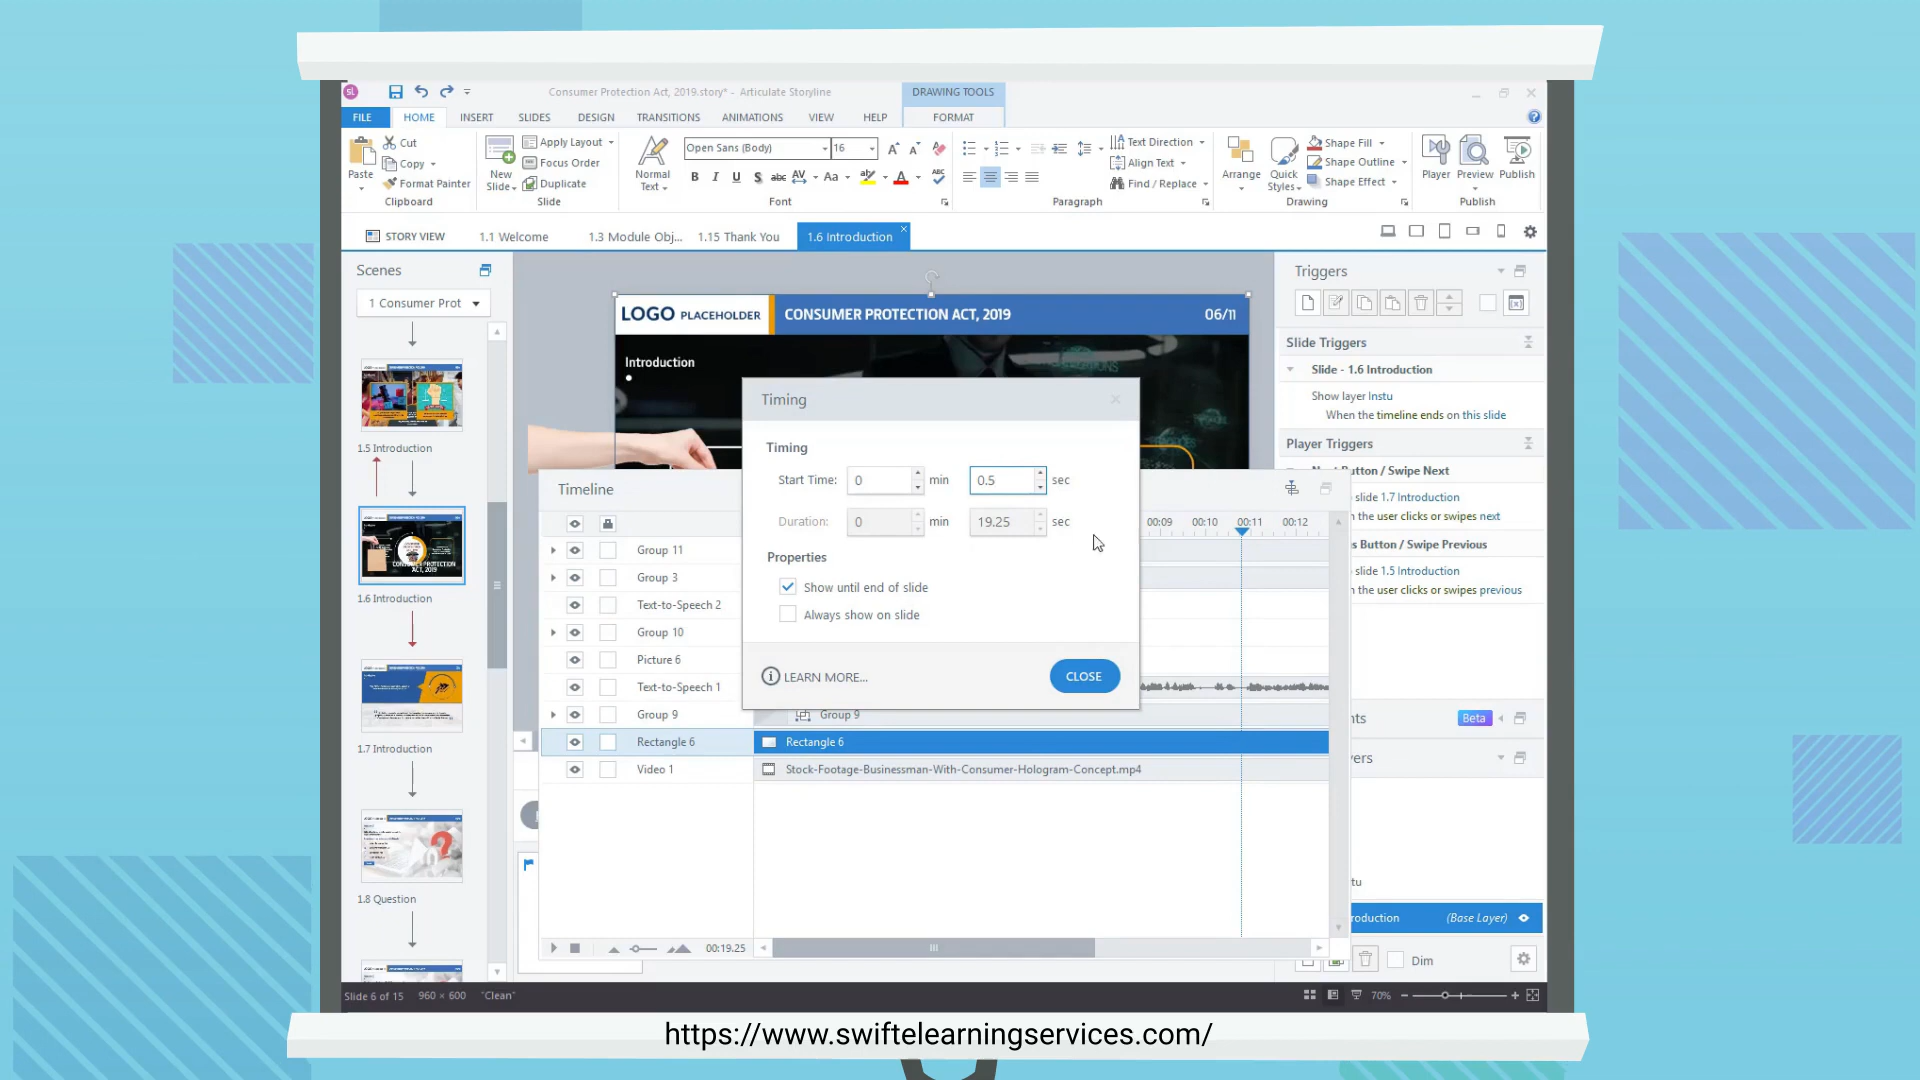 sl
Consumer Protection Act, 2019.story* - Articulate Storyline
DRAWING TOOLS
FILE
HOME
INSERT
SLIDES
DESIGN
TRANSITIONS
ANIMATIONS
VIEW
HELP
FORMAT
Paste
Cut
Copy
Format Painter
Clipboard
New
Slide
Apply Layout
Focus Order
Duplicate
Slide
Normal
Text
Open Sans (Body)
16
B I U S abc AV Aa
A
ABC
Font
Text Direction
Align Text
Find / Replace
Paragraph
Arrange
Quick
Styles
Shape Fill
Shape Outline
Shape Effect
Drawing
Player
Preview
Publish
Publish
STORY VIEW
1.1 Welcome
1.3 Module Obj...
1.15 Thank You
1.6 Introduction
Scenes
1 Consumer Prot
1.5 Introduction
1.6 Introduction
1.7 Introduction
1.8 Question
LOGO PLACEHOLDER
CONSUMER PROTECTION ACT, 2019
06/11
Introduction
Timing
Timing
Start Time:
0
min
0.5
sec
Duration:
0
min
19.25
sec
Properties
Show until end of slide
Always show on slide
LEARN MORE...
CLOSE
Timeline
00:09
00:10
00:11
00:12
Group 11
Group 3
Text-to-Speech 2
Group 10
Picture 6
Text-to-Speech 1
Group 9
Group 9
Rectangle 6
Rectangle 6
Video 1
Stock-Footage-Businessman-With-Consumer-Hologram-Concept.mp4
00:19.25
Triggers
Slide Triggers
Slide - 1.6 Introduction
Show layer Instu
When the timeline ends on this slide
Player Triggers
Button / Swipe Next
slide 1.7 Introduction
the user clicks or swipes next
s Button / Swipe Previous
slide 1.5 Introduction
the user clicks or swipes previous
nts
Beta
yers
tu
roduction
(Base Layer)
Dim
Slide 6 of 15
960 × 600
"Clean"
70%
https://www.swiftelearningservices.com/